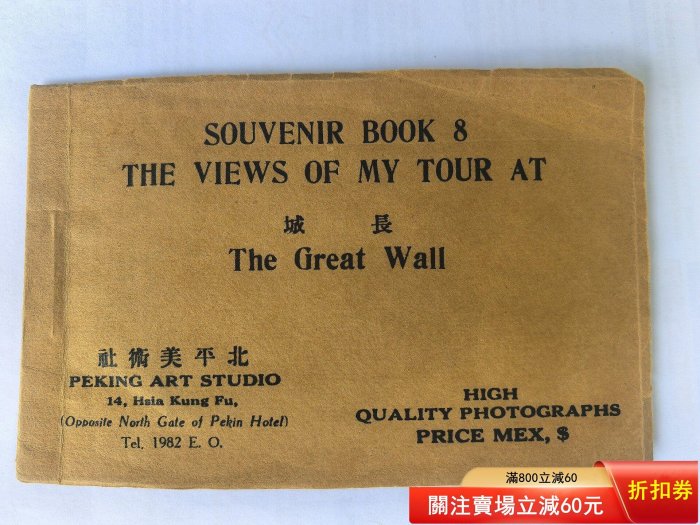 SOUVENIR BOOK 8
THE VIEWS OF MY TOUR AT
城 長
The Great Wall
社術美平北
PEKING ART STUDIO
14, Hsia Kung Fu,
(Opposite North Gate of Pekin Hotel)
Tel. 1982 E. O.
HIGH
QUALITY PHOTOGRAPHS
PRICE MEX, $
滿800立減60
關注賣場立減60元
折扣券